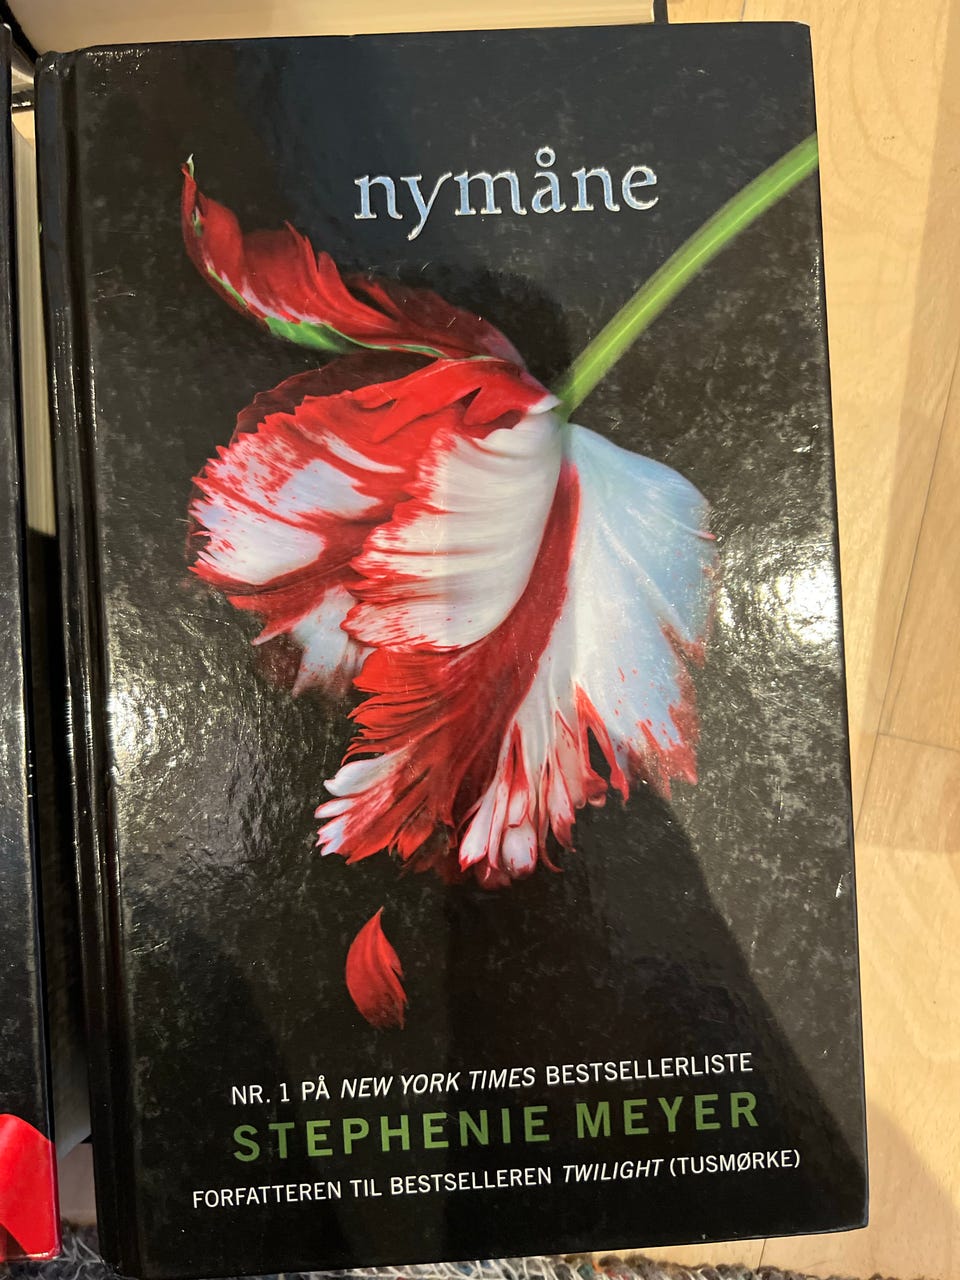 nymåne
NR. 1 PÅ NEW YORK TIMES BESTSELLERLISTE
STEPHENIE MEYER
FORFATTEREN TIL BESTSELLEREN TWILIGHT (TUSMØRKE)